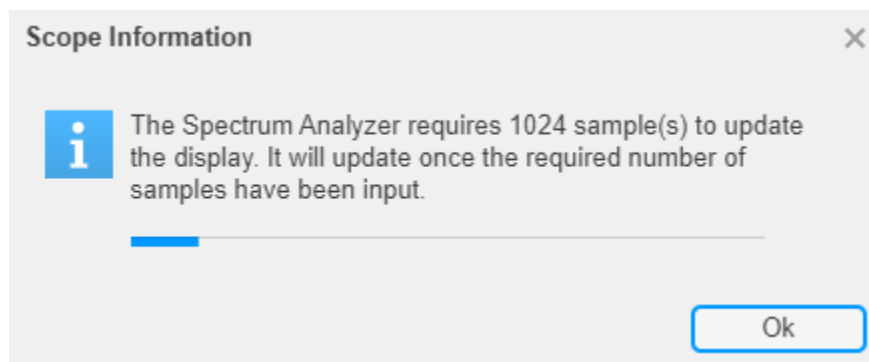 Scope Information
The Spectrum Analyzer requires 1024 sample(s) to update
the display. It will update once the required number of
samples have been input.
Ok